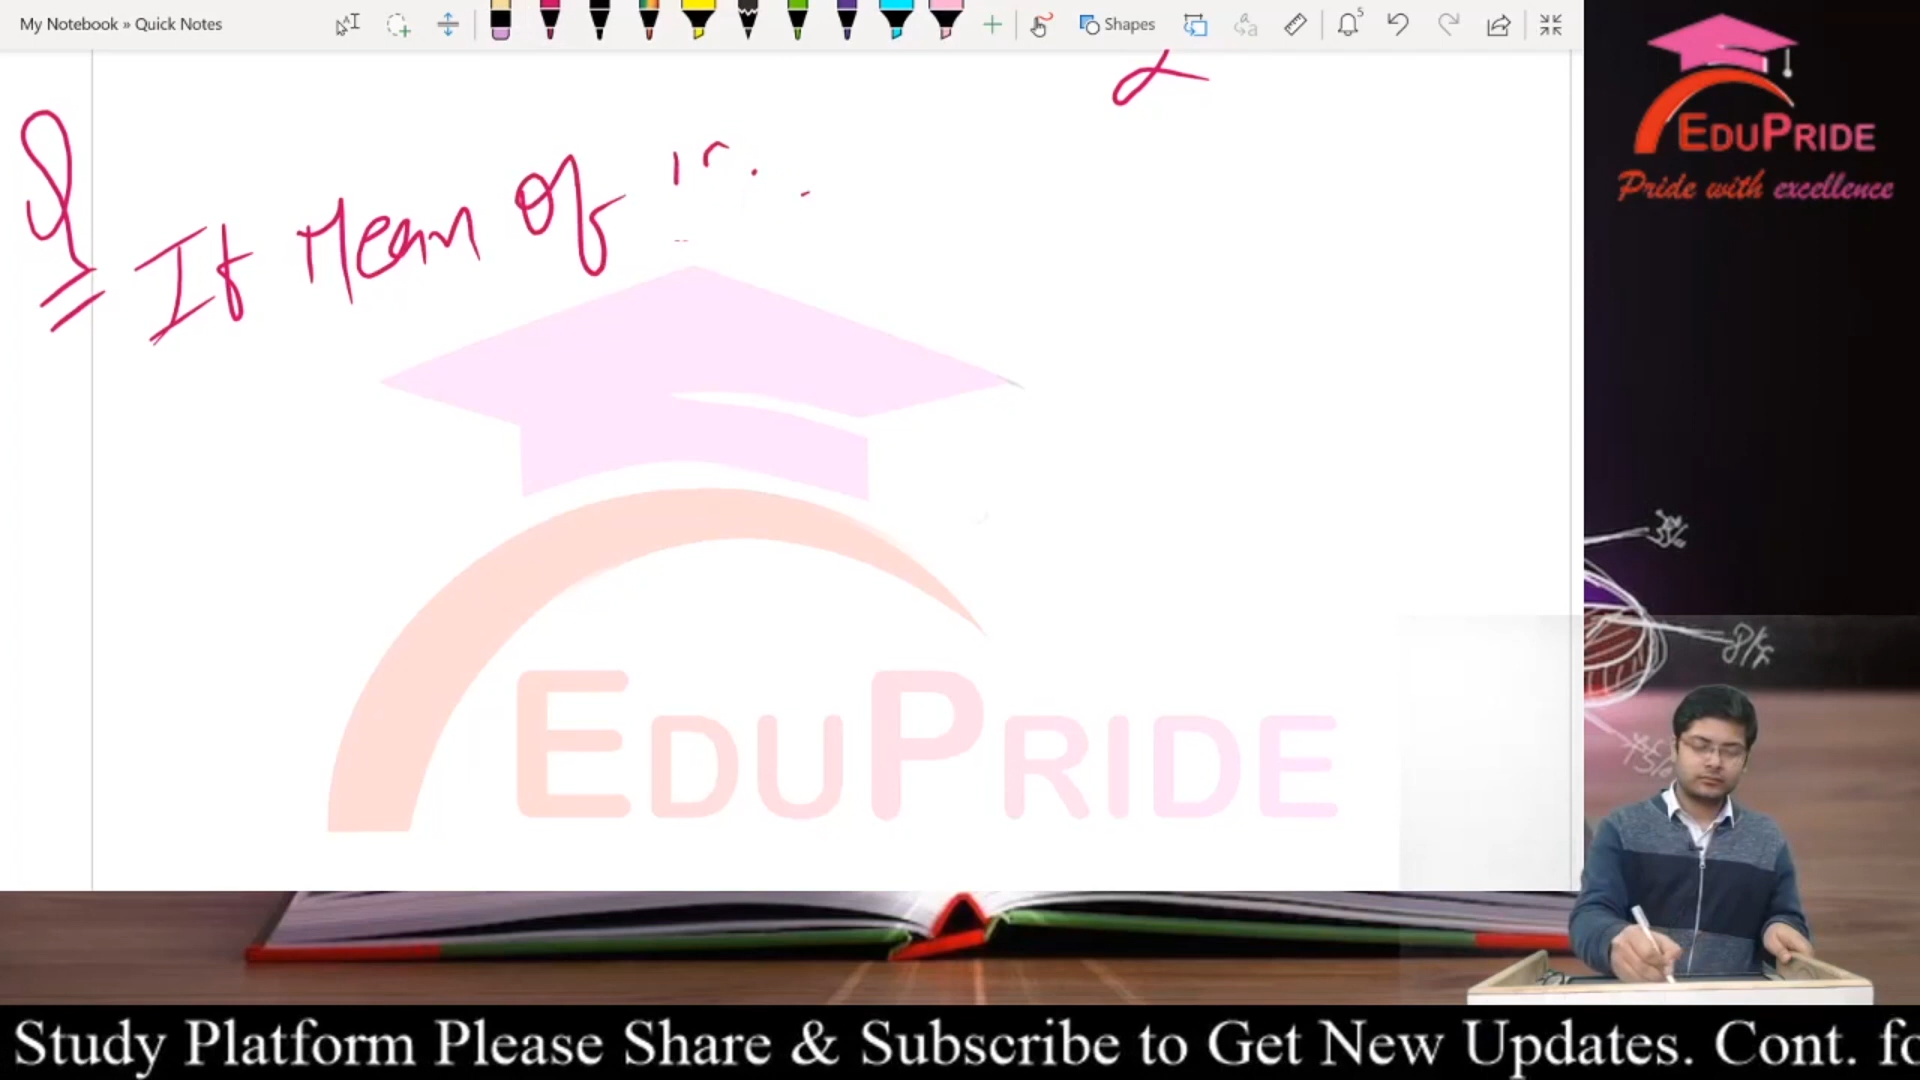 My Notebook » Quick Notes
Shapes
5
Q
If Mean of
EDUPRIDE
EDUPRIDE
Pride with excellence
Study Platform Please Share & Subscribe to Get New Updates. Cont. fo